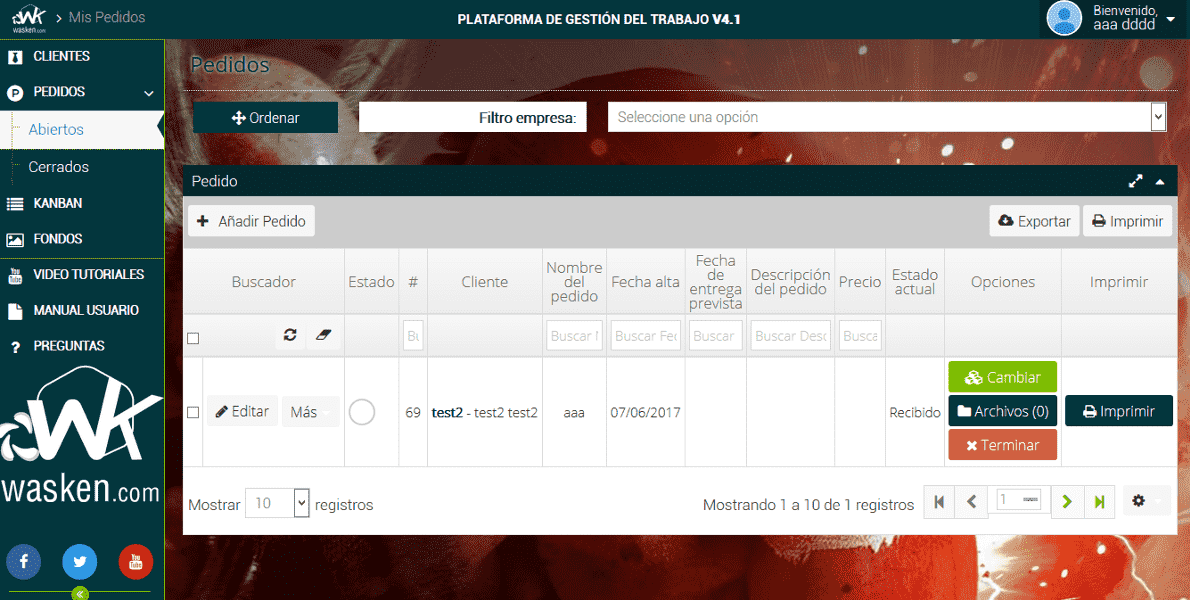 WK
wasken.com
Mis Pedidos
PLATAFORMA DE GESTIÓN DEL TRABAJO V4.1
Bienvenido,
aaa dddd
CLIENTES
PEDIDOS
Abiertos
Cerrados
KANBAN
FONDOS
VIDEO TUTORIALES
MANUAL USUARIO
PREGUNTAS
WK
wasken.com
Pedidos
Ordenar
Filtro empresa:
Seleccione una opción
Pedido
Añadir Pedido
Exportar
Imprimir
Buscador
Estado
#
Cliente
Nombre
del
pedido
Fecha alta
Fecha
de
entrega
prevista
Descripción
del pedido
Precio
Estado
actual
Opciones
Imprimir
Buscar
Buscar Fe
Buscar
Buscar Desc
Busca
Editar
Más
69
test2 - test2 test2
aaa
07/06/2017
Recibido
Cambiar
Archivos (0)
Terminar
Imprimir
Mostrar 10 registros
Mostrando 1 a 10 de 1 registros
1